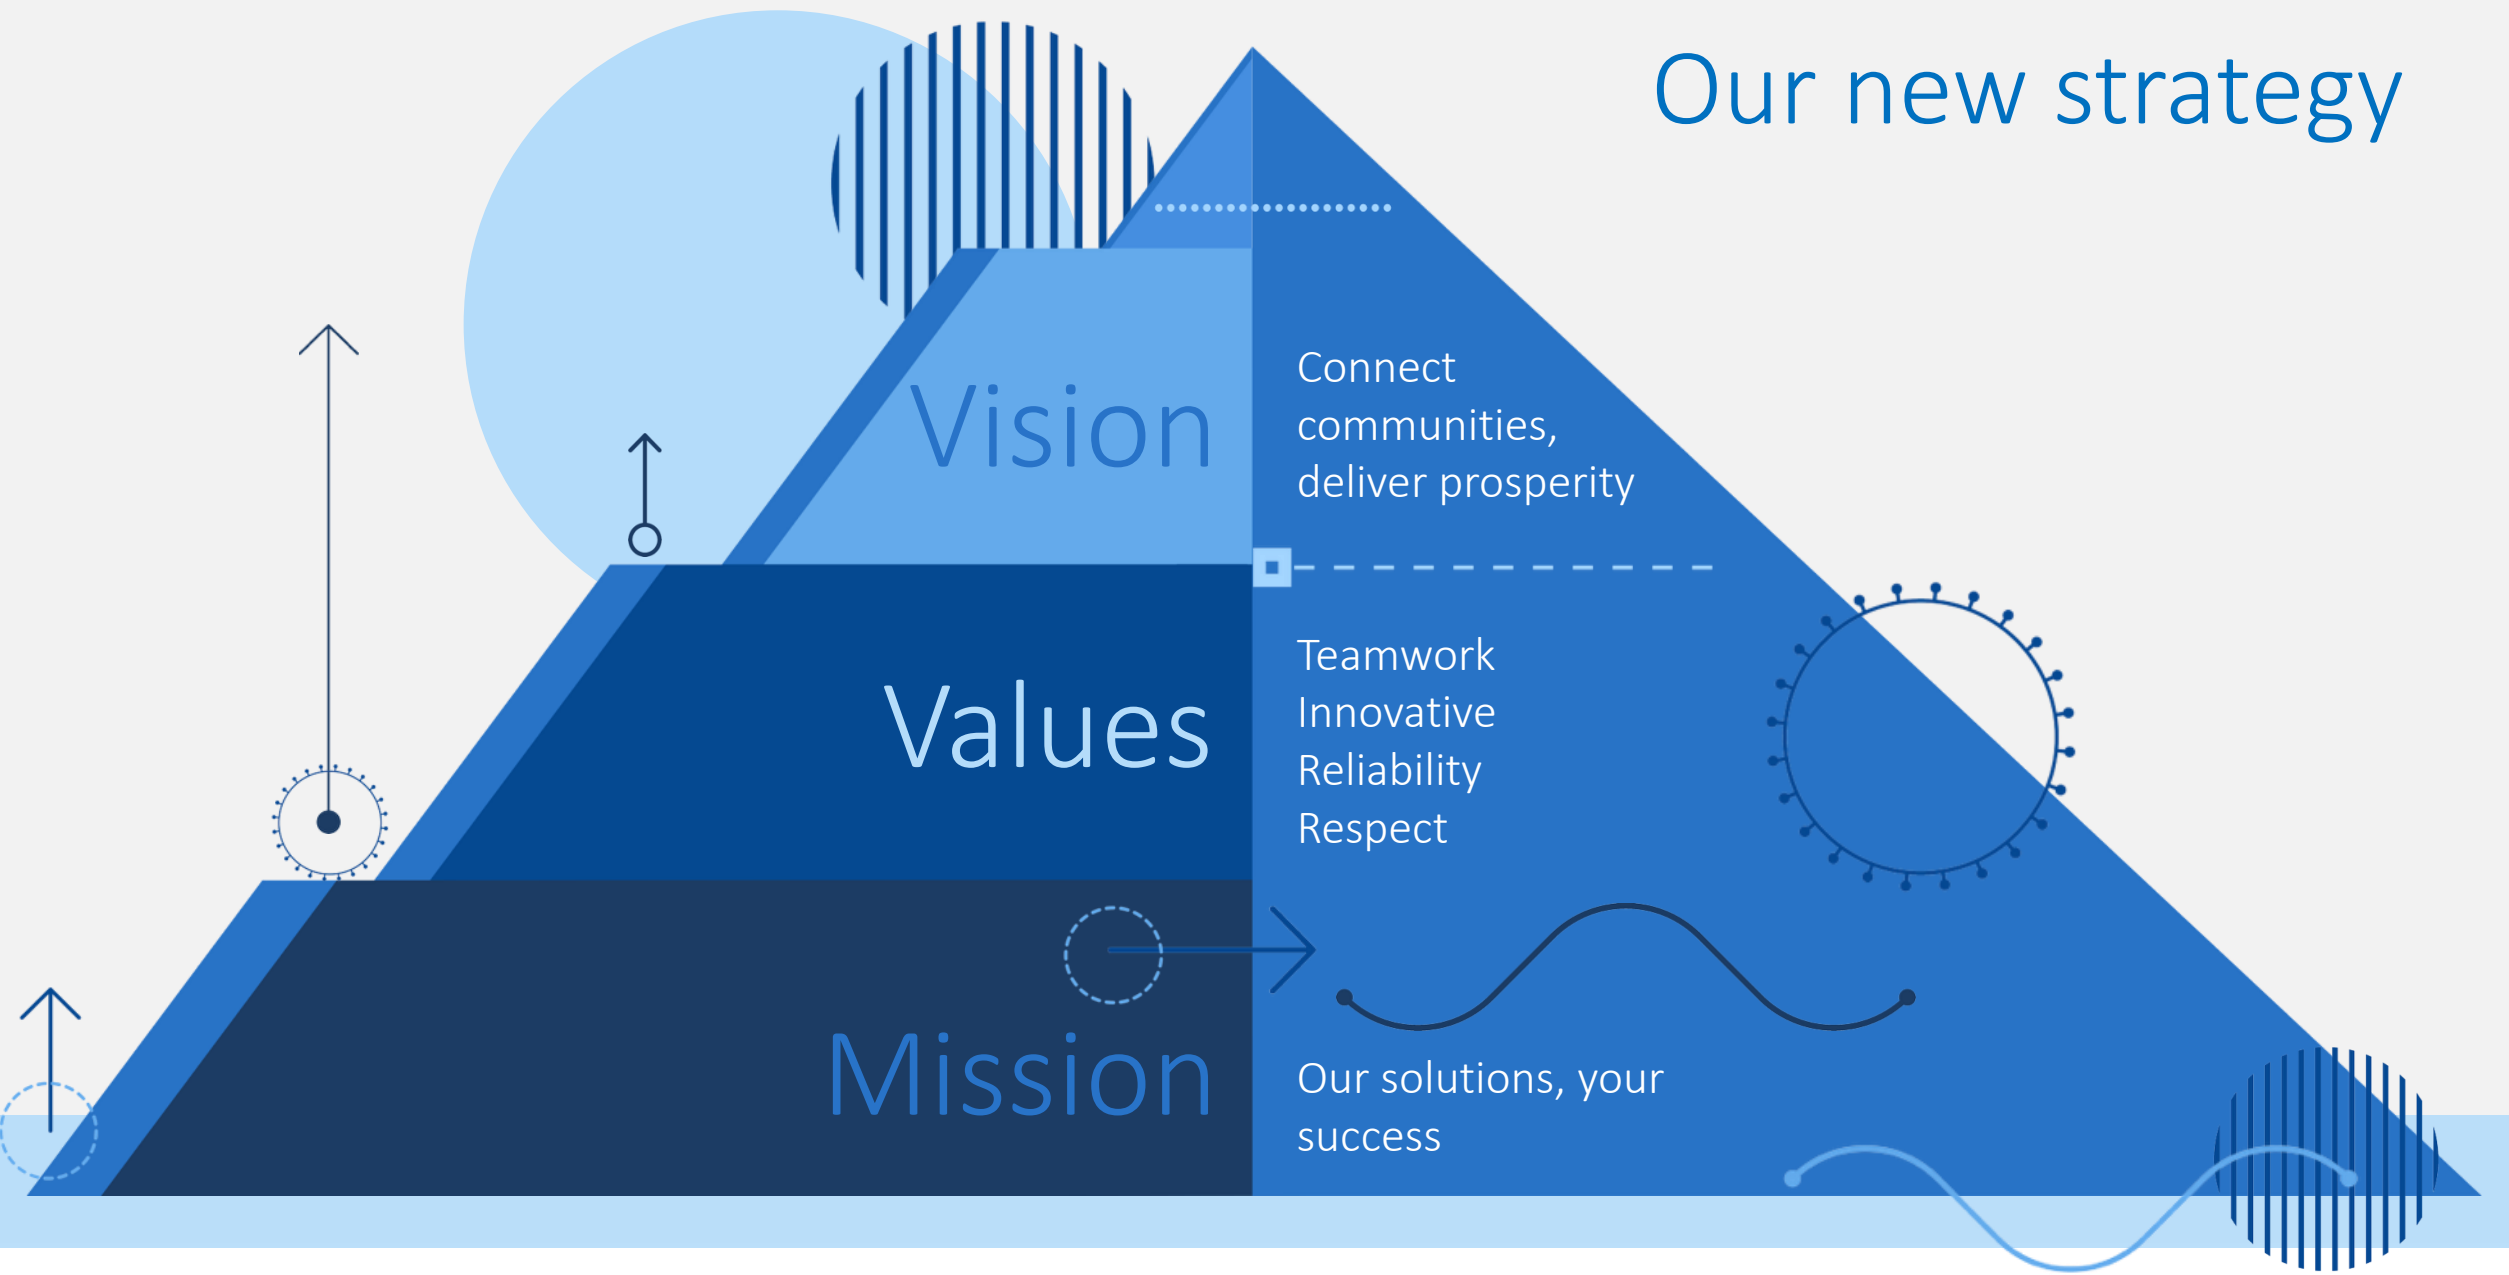 Our new strategy
Vision
Connect
communities,
deliver prosperity
Values
Teamwork
Innovative
Reliability
Respect
Mission
Our solutions, your
success